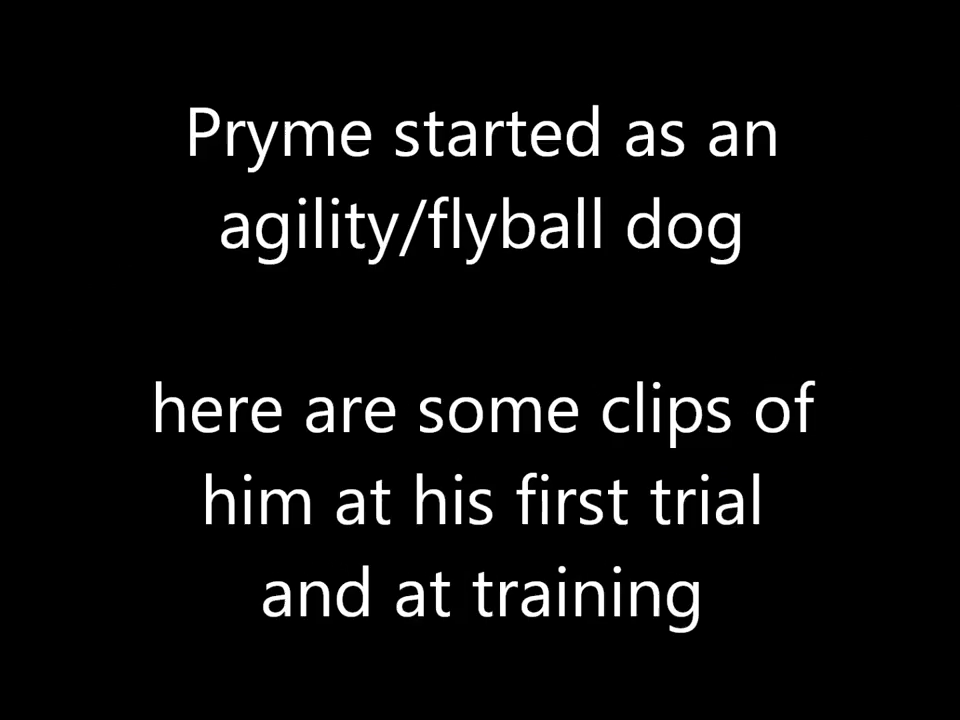 Pryme started as an
agility/flyball dog
here are some clips of
him at his first trial
and at training